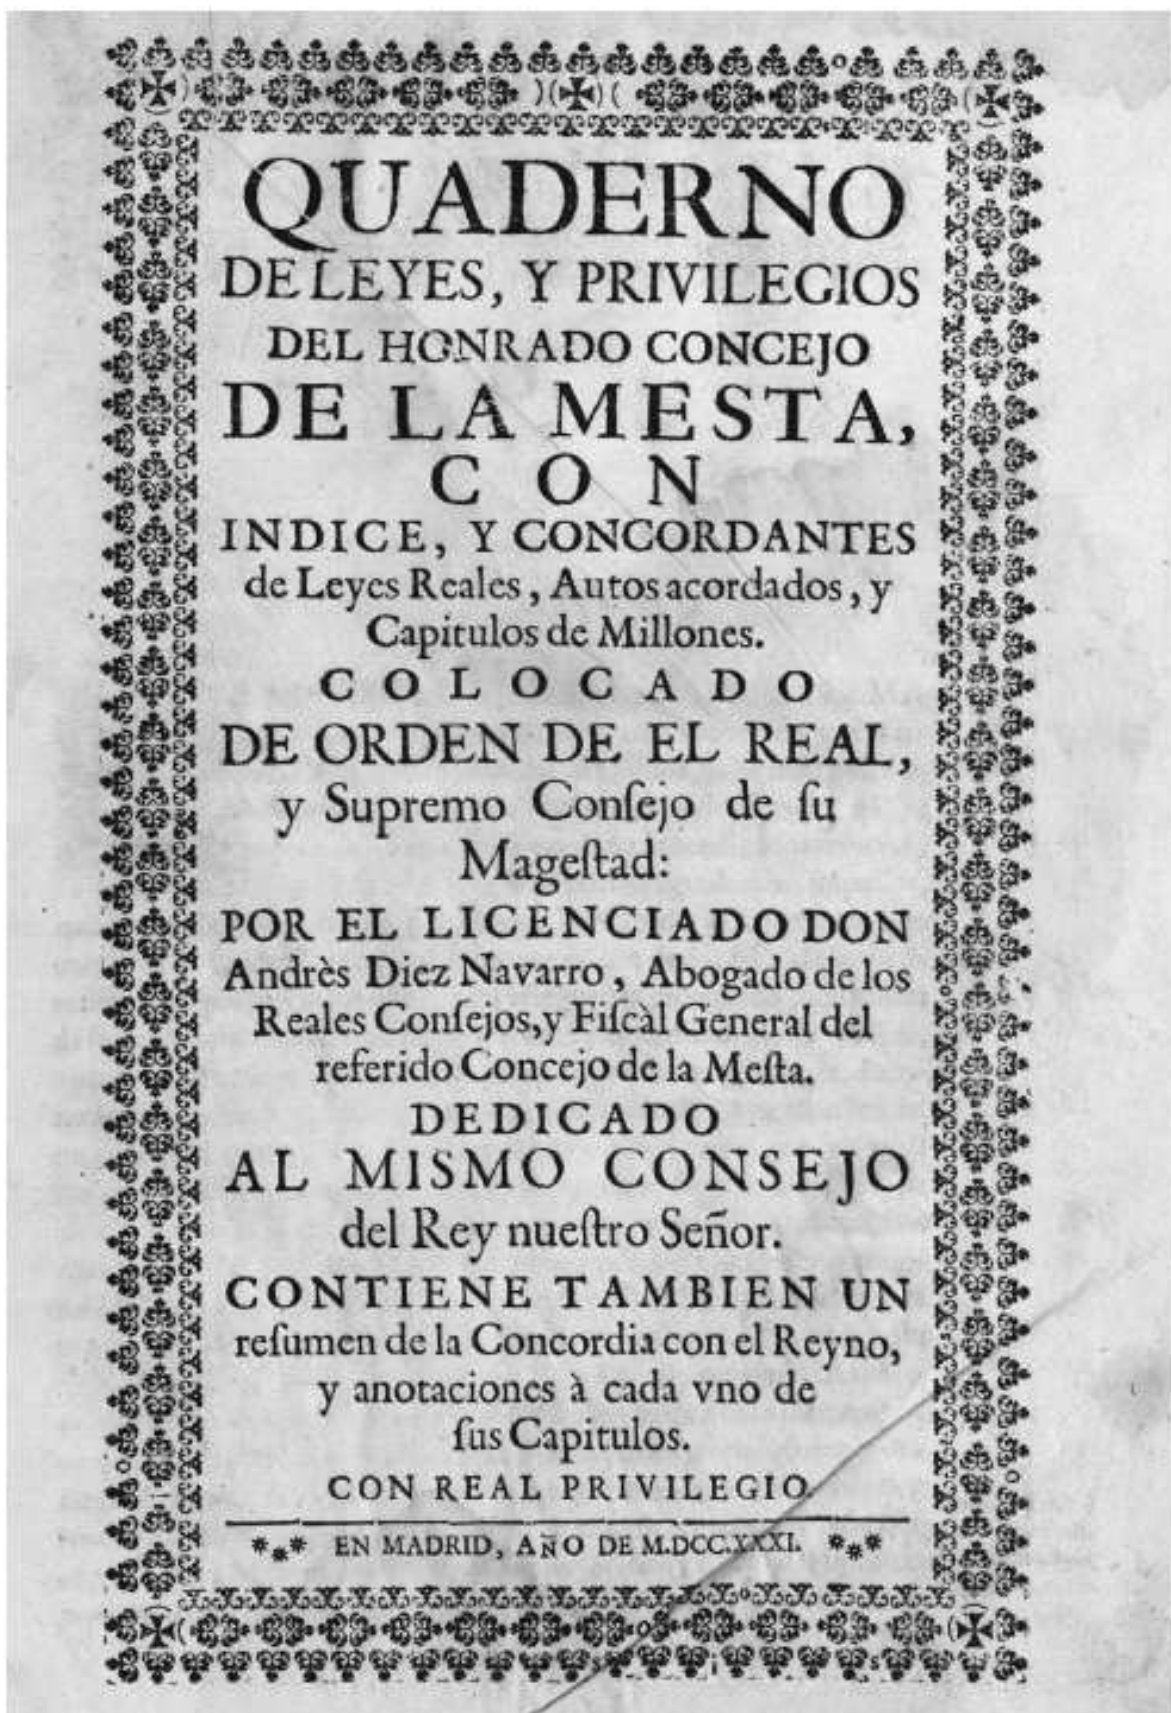 QUADERNO
DE LEYES, Y PRIVILEGIOS
DEL HONRADO CONCEJO
DE LA MESTA,
CON
INDICE, Y CONCORDANTES
de Leyes Reales, Autos acordados, y
Capitulos de Millones.
COLOCADO
DE ORDEN DE EL REAL,
y Supremo Conſejo de ſu
Mageſtad:
POR EL LICENCIADO DON
Andrès Diez Navarro, Abogado de los
Reales Conſejos, y Fiſcàl General del
referido Concejo de la Meſta.
DEDICADO
AL MISMO CONSEJO
del Rey nueſtro Señor.
CONTIENE TAMBIEN UN
reſumen de la Concordia con el Reyno,
y anotaciones à cada vno de
ſus Capitulos.
CON REAL PRIVILEGIO.
EN MADRID, AÑO DE M.DCC.XXXI.